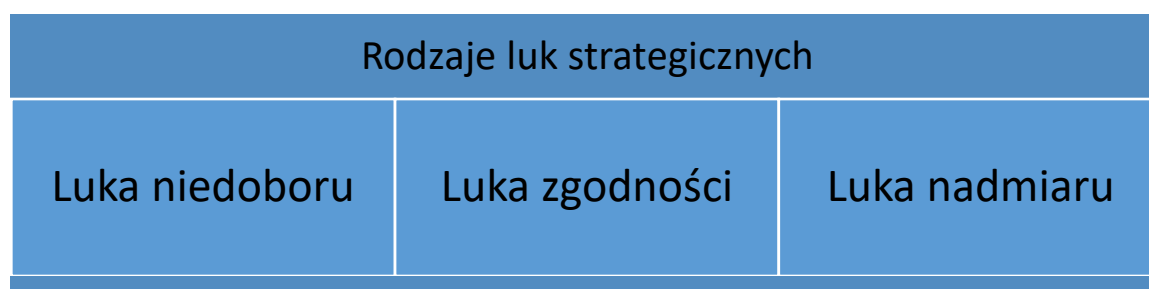 Rodzaje luk strategicznych
Luka niedoboru
Luka zgodności
Luka nadmiaru